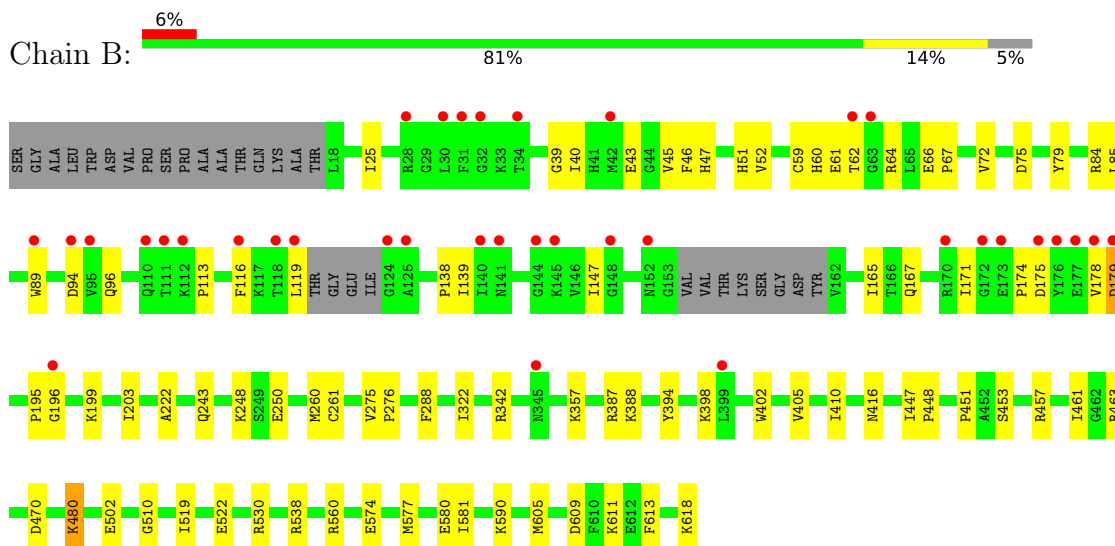 6%
Chain B:
81% 14% 5%
SER GLY ALA LEU TRP ASP VAL PRO SER PRO ALA ALA THR GLN LYS ALA THR L18 I25 R28 G29 L30 F31 G32 K33 T34 G39 I40 H41 M42 E43 G44 V45 F46 H47 H51 V52 C59 H60 E61 T62 G63 R64 L65 E66 P67 V72 D75 Y79 R84 L85
W89 D94 V95 Q96 Q110 T111 K112 P113 F116 K117 T118 L119 THR GLY GLU ILE G124 A125 P138 I139 I140 N141 G144 K145 V146 I147 G148 N152 G153 VAL VAL THR LYS SER GLY ASP TYR V162 I165 T166 Q167 R170 I171 G172 E173 P174 D175 Y176 E177 V178 D179
P195 G196 K199 I203 A222 Q243 K248 S249 E250 M260 C261 V275 P276 F288 I322 R342 N345 K357 R387 K388 Y394 K398 L399 W402 V405 I410 N416 I447 P448 P451 A452 S453 R457 I461 G462
D470 K480 E502 G510 I519 E522 R530 R538 R560 E574 M577 E580 I581 K590 M605 D609 F610 K611 E612 F613 K618